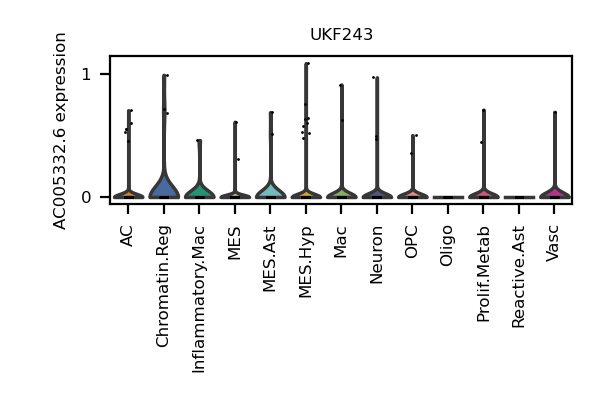 UKF243
AC005332.6 expression
1
0
AC
Chromatin.Reg
Inflammatory.Mac
MES
MES.Ast
MES.Hyp
Mac
Neuron
OPC
Oligo
Prolif.Metab
Reactive.Ast
Vasc